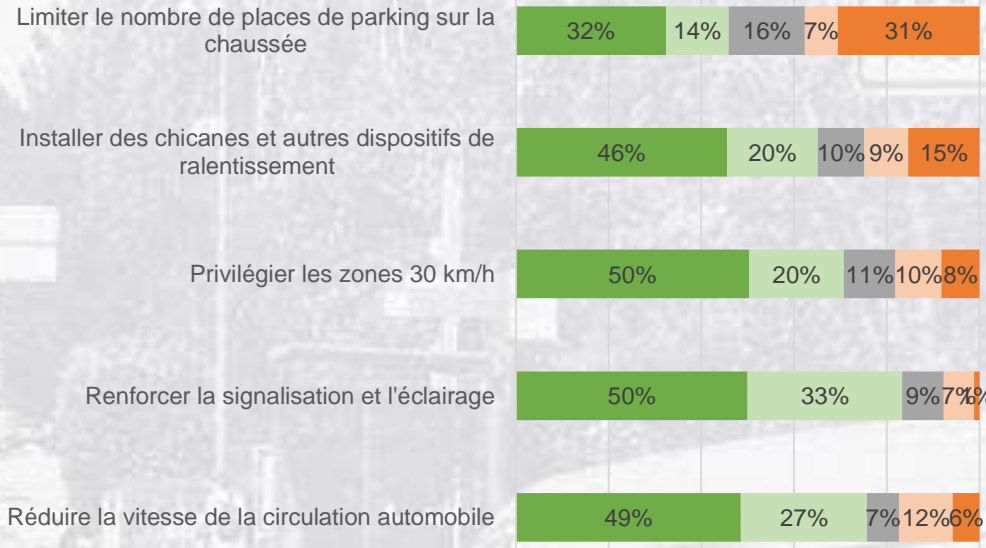 Limiter le nombre de places de parking sur la
chaussée
32% 14% 16% 7% 31%
Installer des chicanes et autres dispositifs de
ralentissement
46% 20% 10% 9% 15%
Privilégier les zones 30 km/h
50% 20% 11% 10% 8%
Renforcer la signalisation et l'éclairage
50% 33% 9% 7% 1%
Réduire la vitesse de la circulation automobile
49% 27% 7% 12% 6%